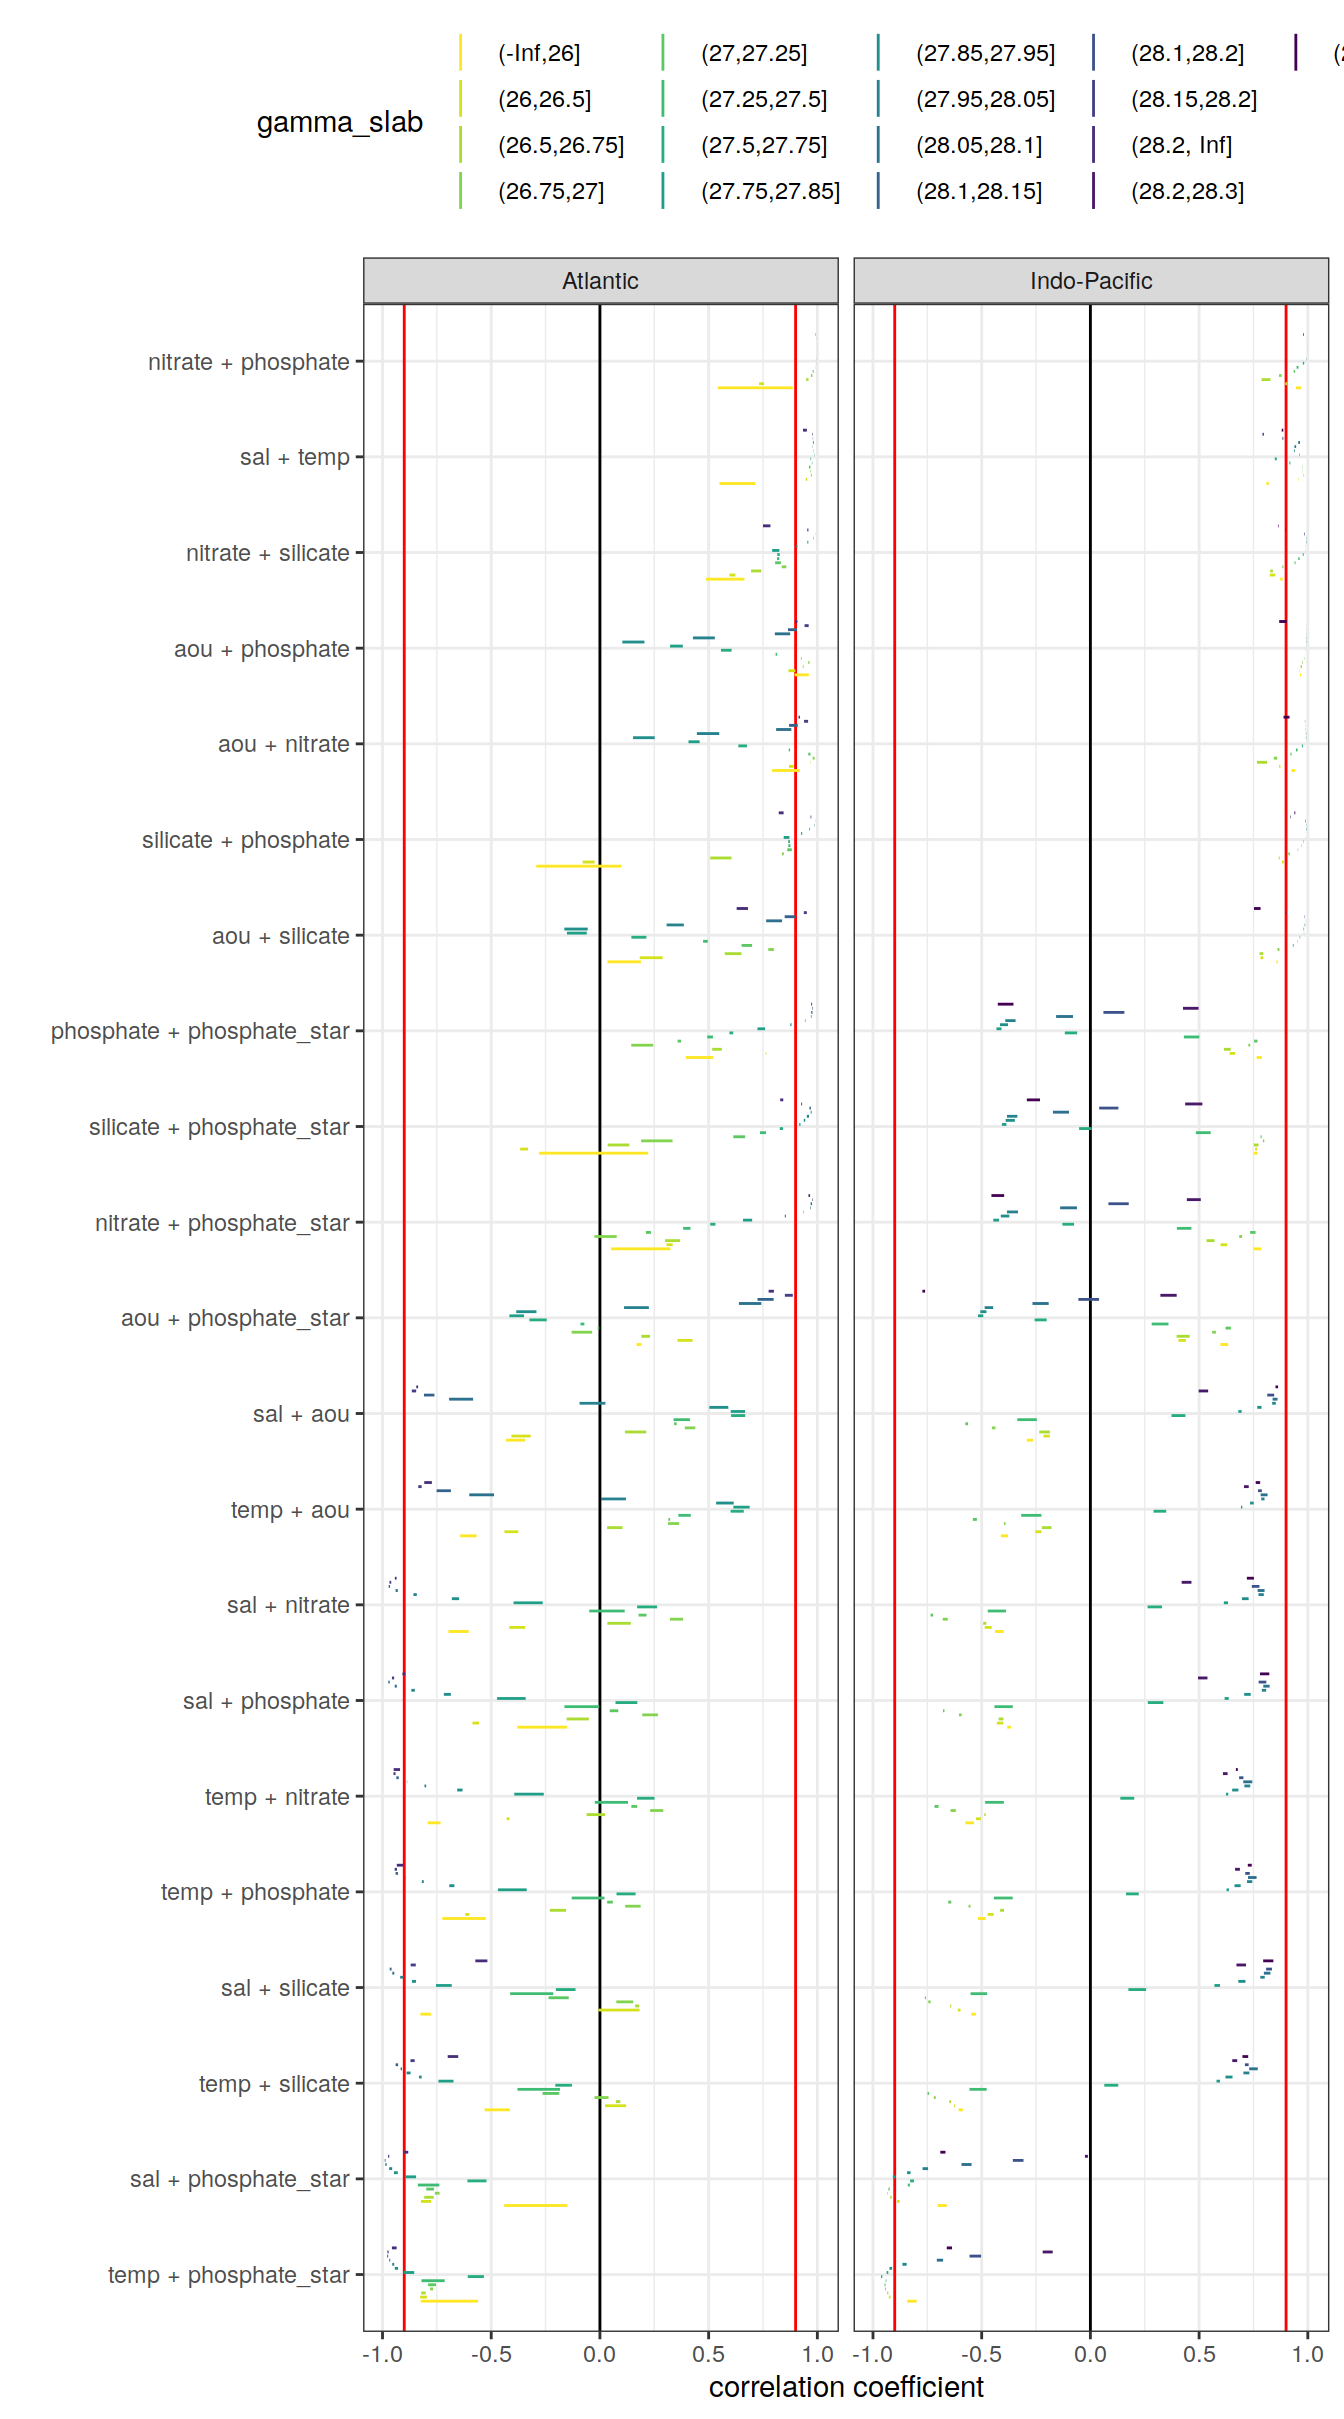 gamma_slab
(-Inf,26] (27,27.25] (27.85,27.95] (28.1,28.2] (2
(26,26.5] (27.25,27.5] (27.95,28.05] (28.15,28.2]
(26.5,26.75] (27.5,27.75] (28.05,28.1] (28.2, Inf]
(26.75,27] (27.75,27.85] (28.1,28.15] (28.2,28.3]
Atlantic Indo-Pacific
nitrate + phosphate
sal + temp
nitrate + silicate
aou + phosphate
aou + nitrate
silicate + phosphate
aou + silicate
phosphate + phosphate_star
silicate + phosphate_star
nitrate + phosphate_star
aou + phosphate_star
sal + aou
temp + aou
sal + nitrate
sal + phosphate
temp + nitrate
temp + phosphate
sal + silicate
temp + silicate
sal + phosphate_star
temp + phosphate_star
-1.0 -0.5 0.0 0.5 1.0 -1.0 -0.5 0.0 0.5 1.0
correlation coefficient